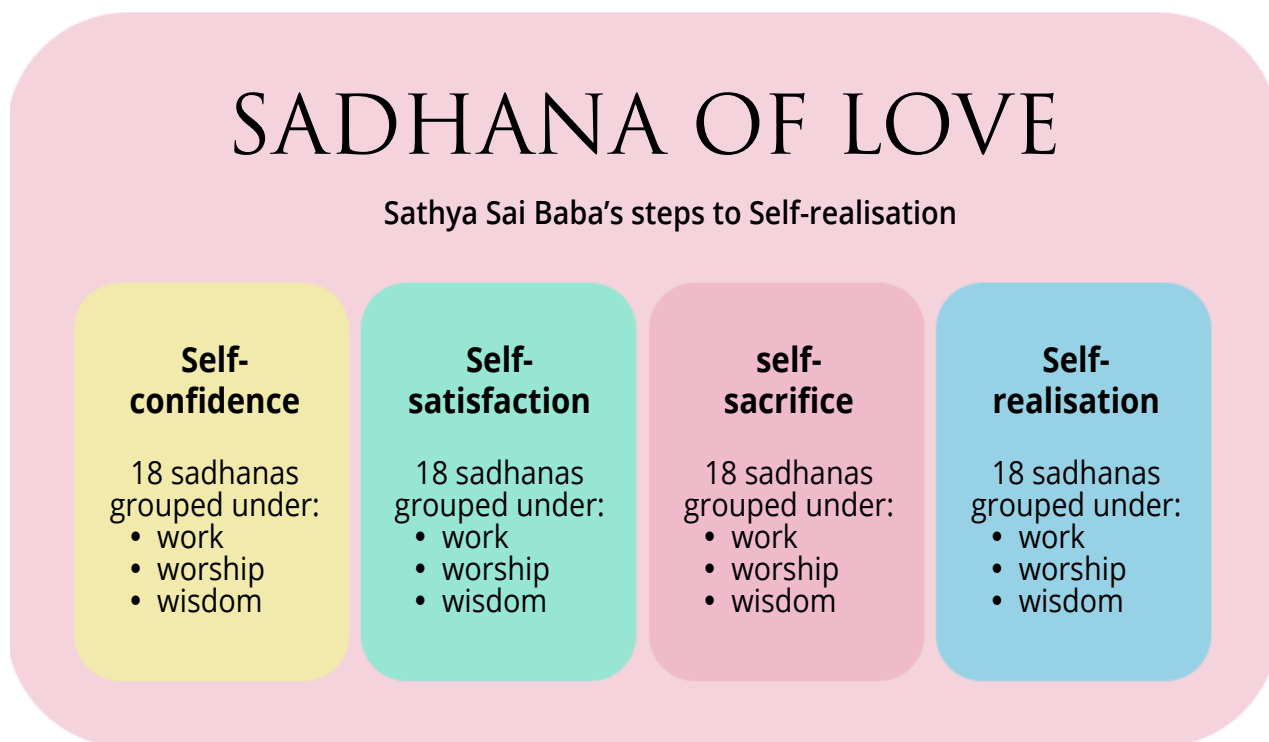 SADHANA OF LOVE
Sathya Sai Baba’s steps to Self-realisation
Self-
confidence
18 sadhanas
grouped under:
• work
• worship
• wisdom
Self-
satisfaction
18 sadhanas
grouped under:
• work
• worship
• wisdom
self-
sacrifice
18 sadhanas
grouped under:
• work
• worship
• wisdom
Self-
realisation
18 sadhanas
grouped under:
• work
• worship
• wisdom